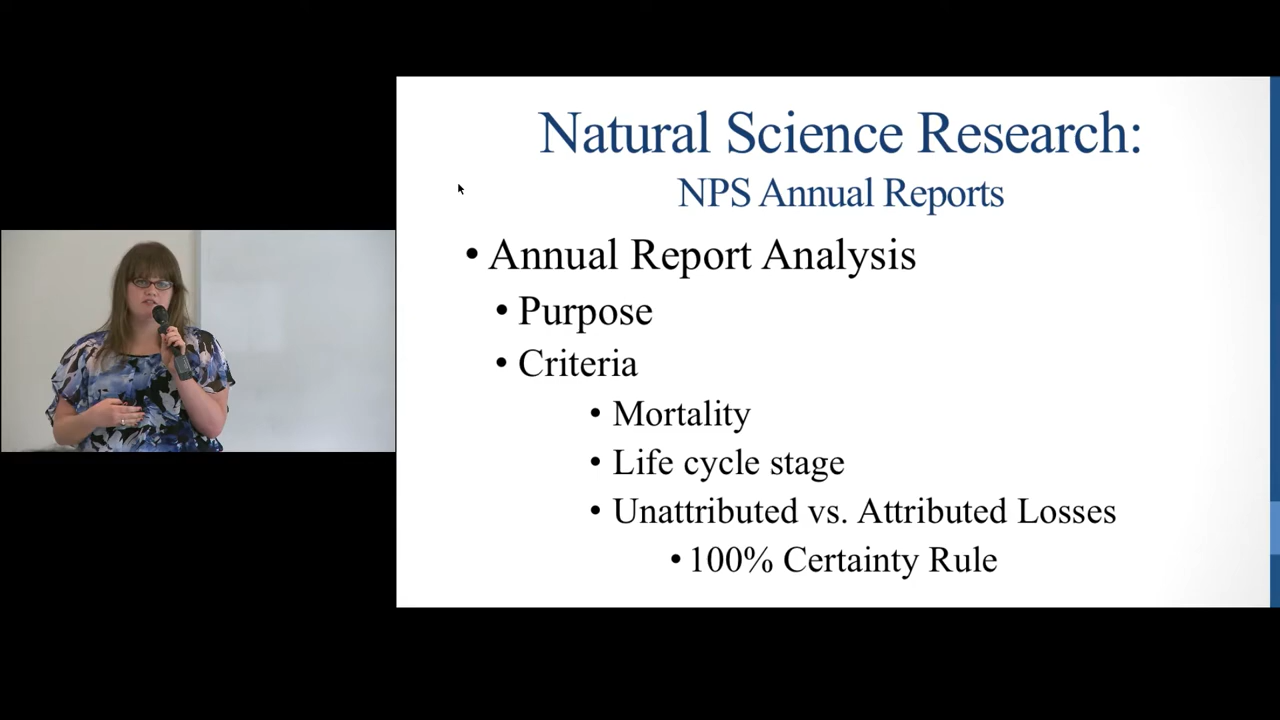 Natural Science Research:
NPS Annual Reports
• Annual Report Analysis
• Purpose
• Criteria
• Mortality
• Life cycle stage
• Unattributed vs. Attributed Losses
• 100% Certainty Rule